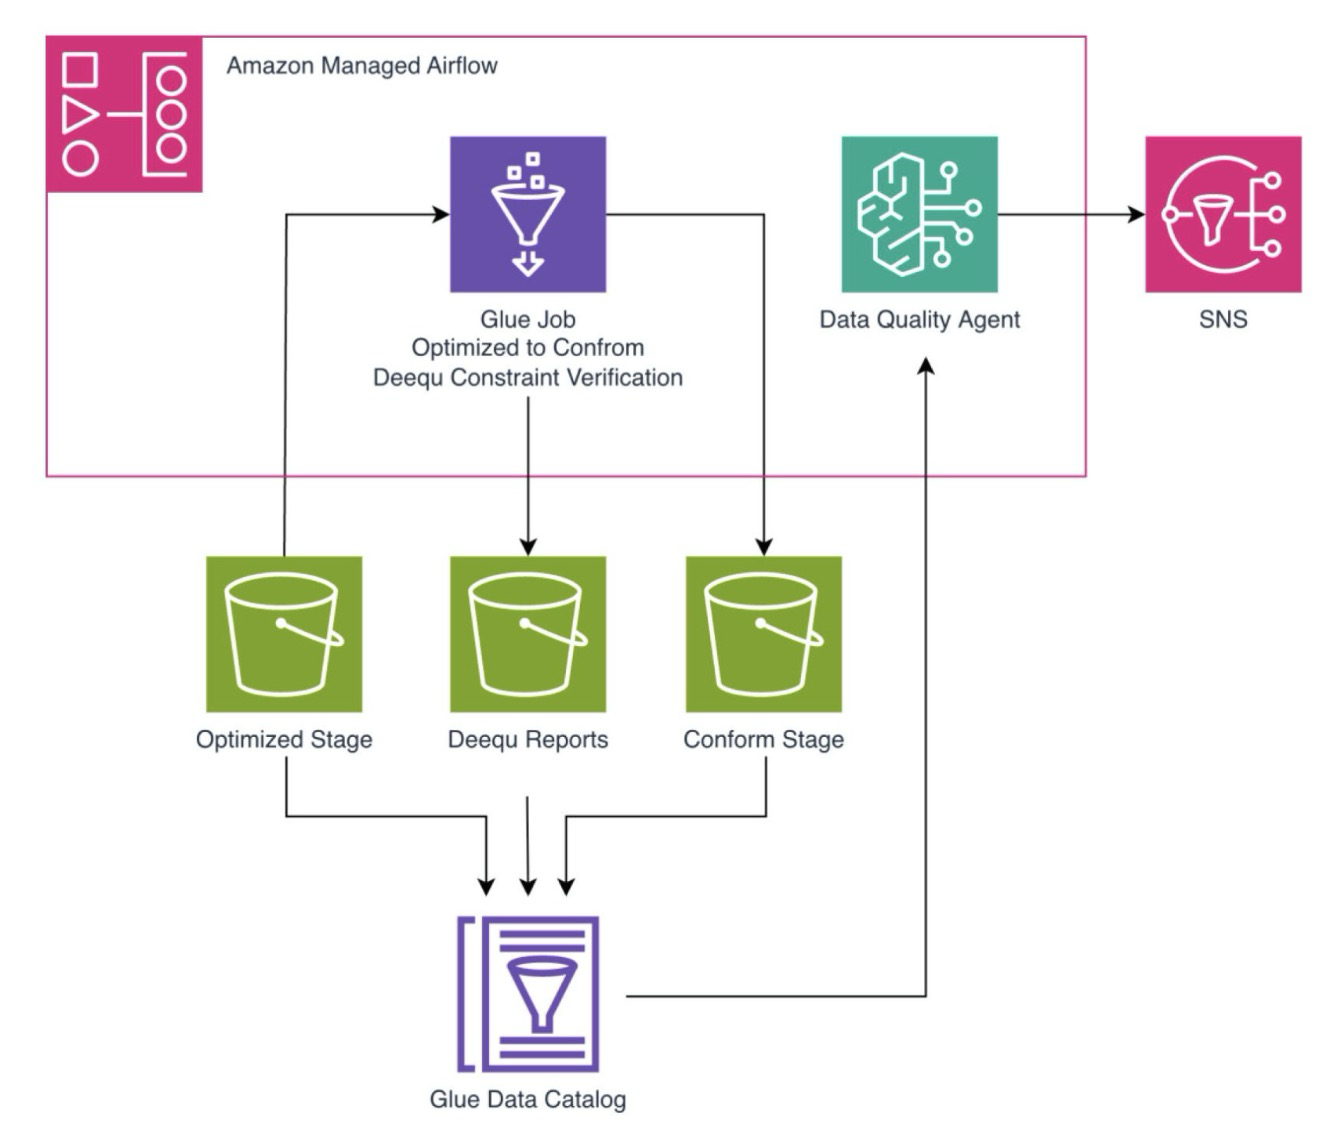 Amazon Managed Airflow
Glue Job
Optimized to Confrom
Deequ Constraint Verification
Data Quality Agent
SNS
Optimized Stage
Deequ Reports
Conform Stage
Glue Data Catalog